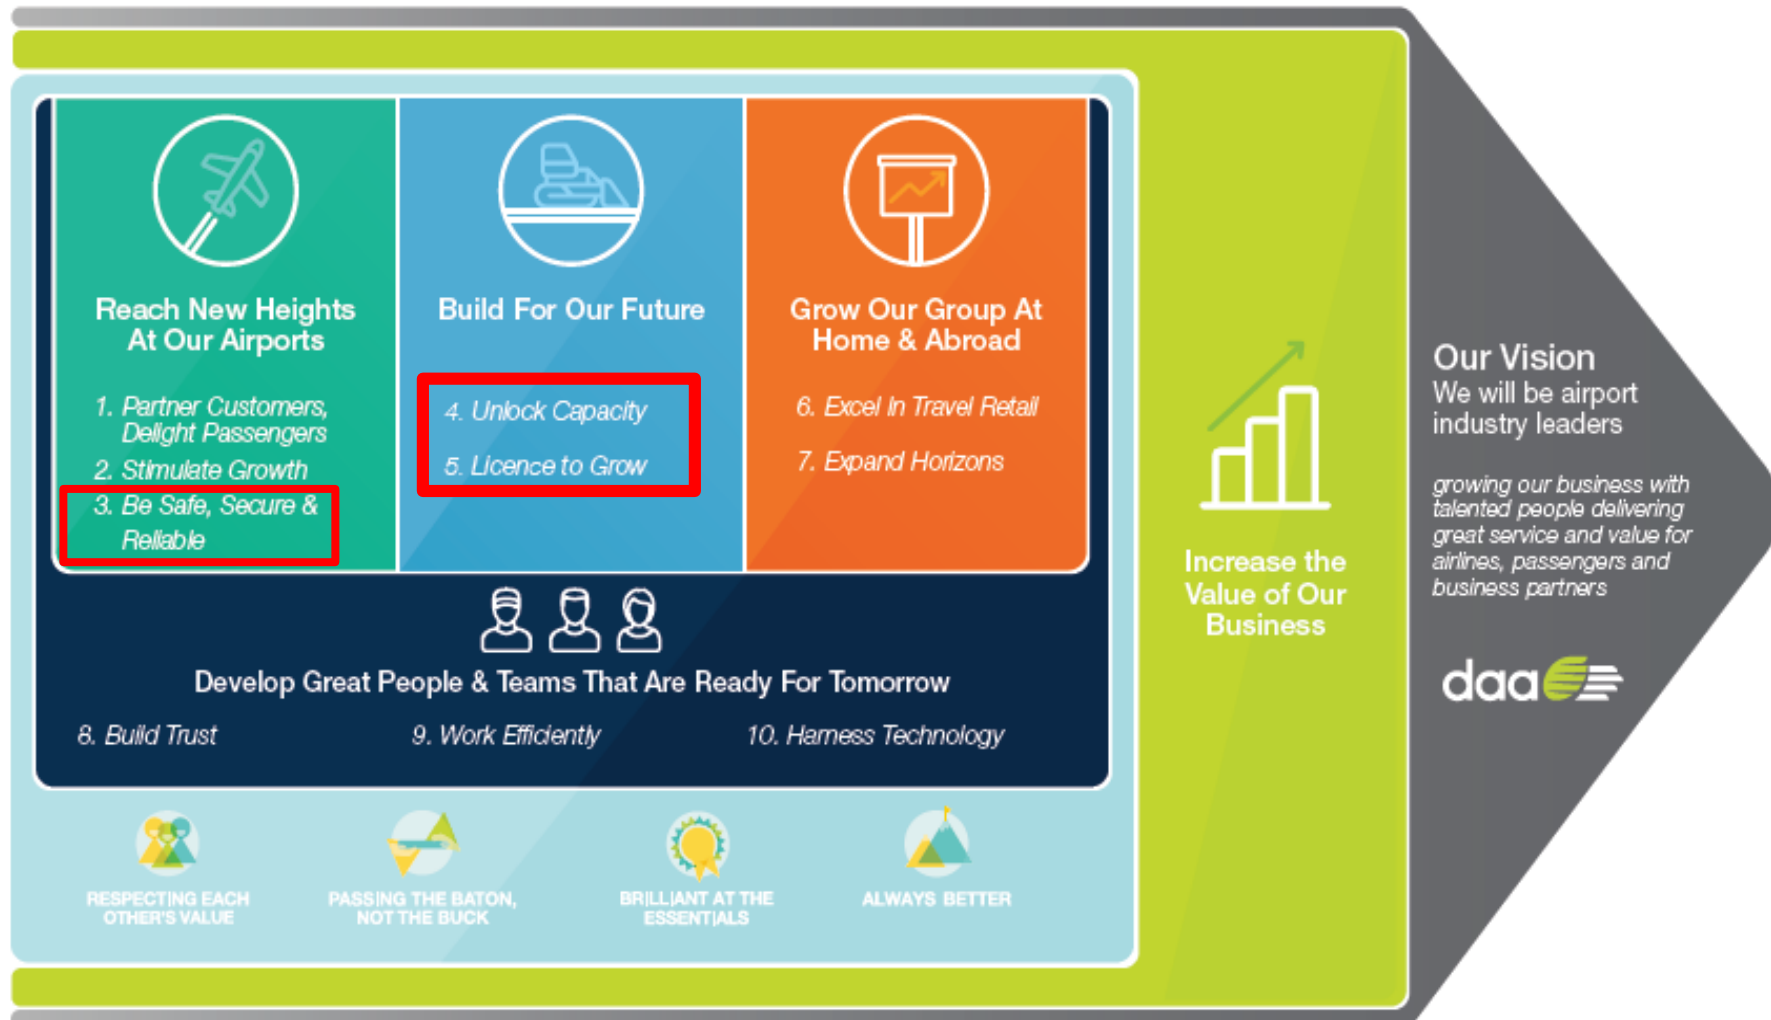 Reach New Heights
At Our Airports
1. Partner Customers,
Delight Passengers
2. Stimulate Growth
3. Be Safe, Secure &
Reliable
Build For Our Future
4. Unlock Capacity
5. Licence to Grow
Grow Our Group At
Home & Abroad
6. Excel In Travel Retail
7. Expand Horizons
Develop Great People & Teams That Are Ready For Tomorrow
8. Build Trust
9. Work Efficiently
10. Harness Technology
RESPECTING EACH
OTHER'S VALUE
PASSING THE BATON,
NOT THE BUCK
BRILLIANT AT THE
ESSENTIALS
ALWAYS BETTER
Increase the
Value of Our
Business
Our Vision
We will be airport
industry leaders
growing our business with
talented people delivering
great service and value for
airlines, passengers and
business partners
daa